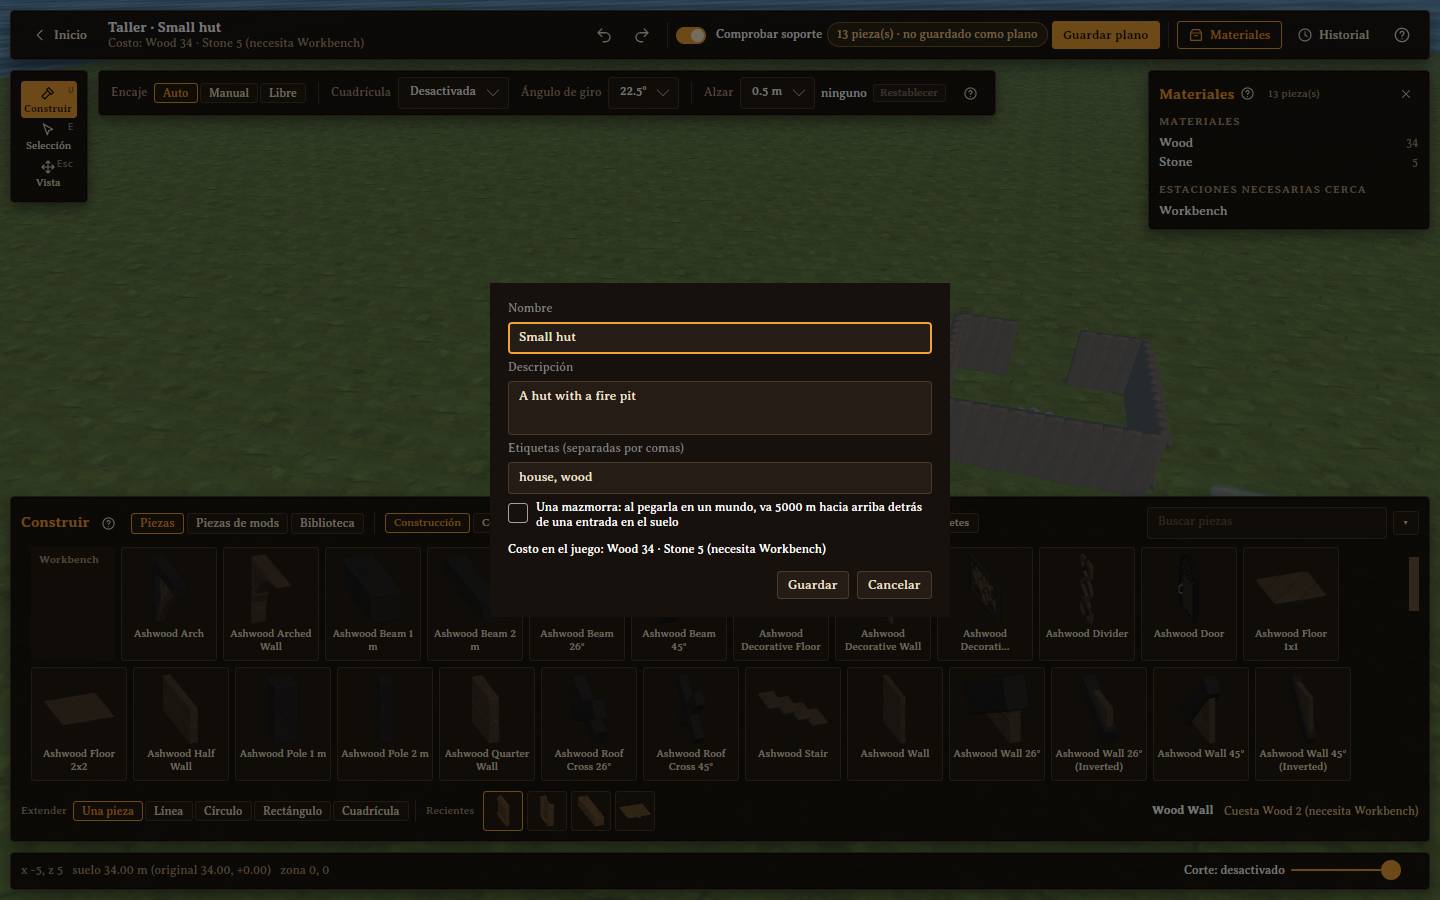 Inicio
Taller · Small hut
Costo: Wood 34 · Stone 5 (necesita Workbench)
Comprobar soporte
13 pieza(s) · no guardado como plano
Guardar plano
Materiales
Historial
Construir
U
Selección
E
Vista
Esc
Encaje
Auto
Manual
Libre
Cuadrícula
Desactivada
Ángulo de giro
22.5°
Alzar
0.5 m
ninguno
Restablecer
Materiales
13 pieza(s)
MATERIALES
Wood 34
Stone 5
ESTACIONES NECESARIAS CERCA
Workbench
Nombre
Small hut
Descripción
A hut with a fire pit
Etiquetas (separadas por comas)
house, wood
Una mazmorra: al pegarla en un mundo, va 5000 m hacia arriba detrás
de una entrada en el suelo
Costo en el juego: Wood 34 · Stone 5 (necesita Workbench)
Guardar
Cancelar
Construir
Piezas
Piezas de mods
Biblioteca
Construcción
Buscar piezas
Workbench
Ashwood Arch
Ashwood Arched
Wall
Ashwood Beam 1
m
Ashwood Beam 2
m
Ashwood Beam
26°
Ashwood Beam
45°
Ashwood
Decorative Floor
Ashwood
Decorative Wall
Ashwood
Decorati...
Ashwood Divider
Ashwood Door
Ashwood Floor
1x1
Ashwood Floor
2x2
Ashwood Half
Wall
Ashwood Pole 1 m
Ashwood Pole 2 m
Ashwood Quarter
Wall
Ashwood Roof
Cross 26°
Ashwood Roof
Cross 45°
Ashwood Stair
Ashwood Wall
Ashwood Wall 26°
Ashwood Wall 26°
(Inverted)
Ashwood Wall 45°
Ashwood Wall 45°
(Inverted)
Extender
Una pieza
Línea
Círculo
Rectángulo
Cuadrícula
Recientes
Wood Wall
Cuesta Wood 2 (necesita Workbench)
x -5, z 5
suelo 34.00 m (original 34.00, +0.00)
zona 0, 0
Corte: desactivado